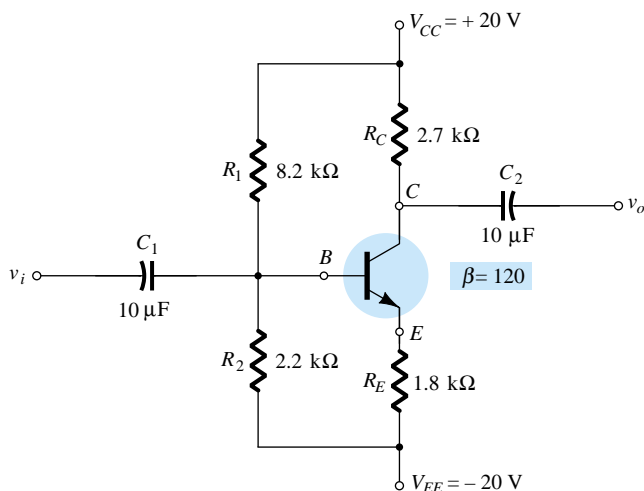 V_CC = + 20 V
R_C 2.7 kΩ
R_1 8.2 kΩ
C
C_2
v_o
10 μF
C_1
B
β = 120
v_i
10 μF
E
R_2 2.2 kΩ
R_E 1.8 kΩ
V_EE = – 20 V